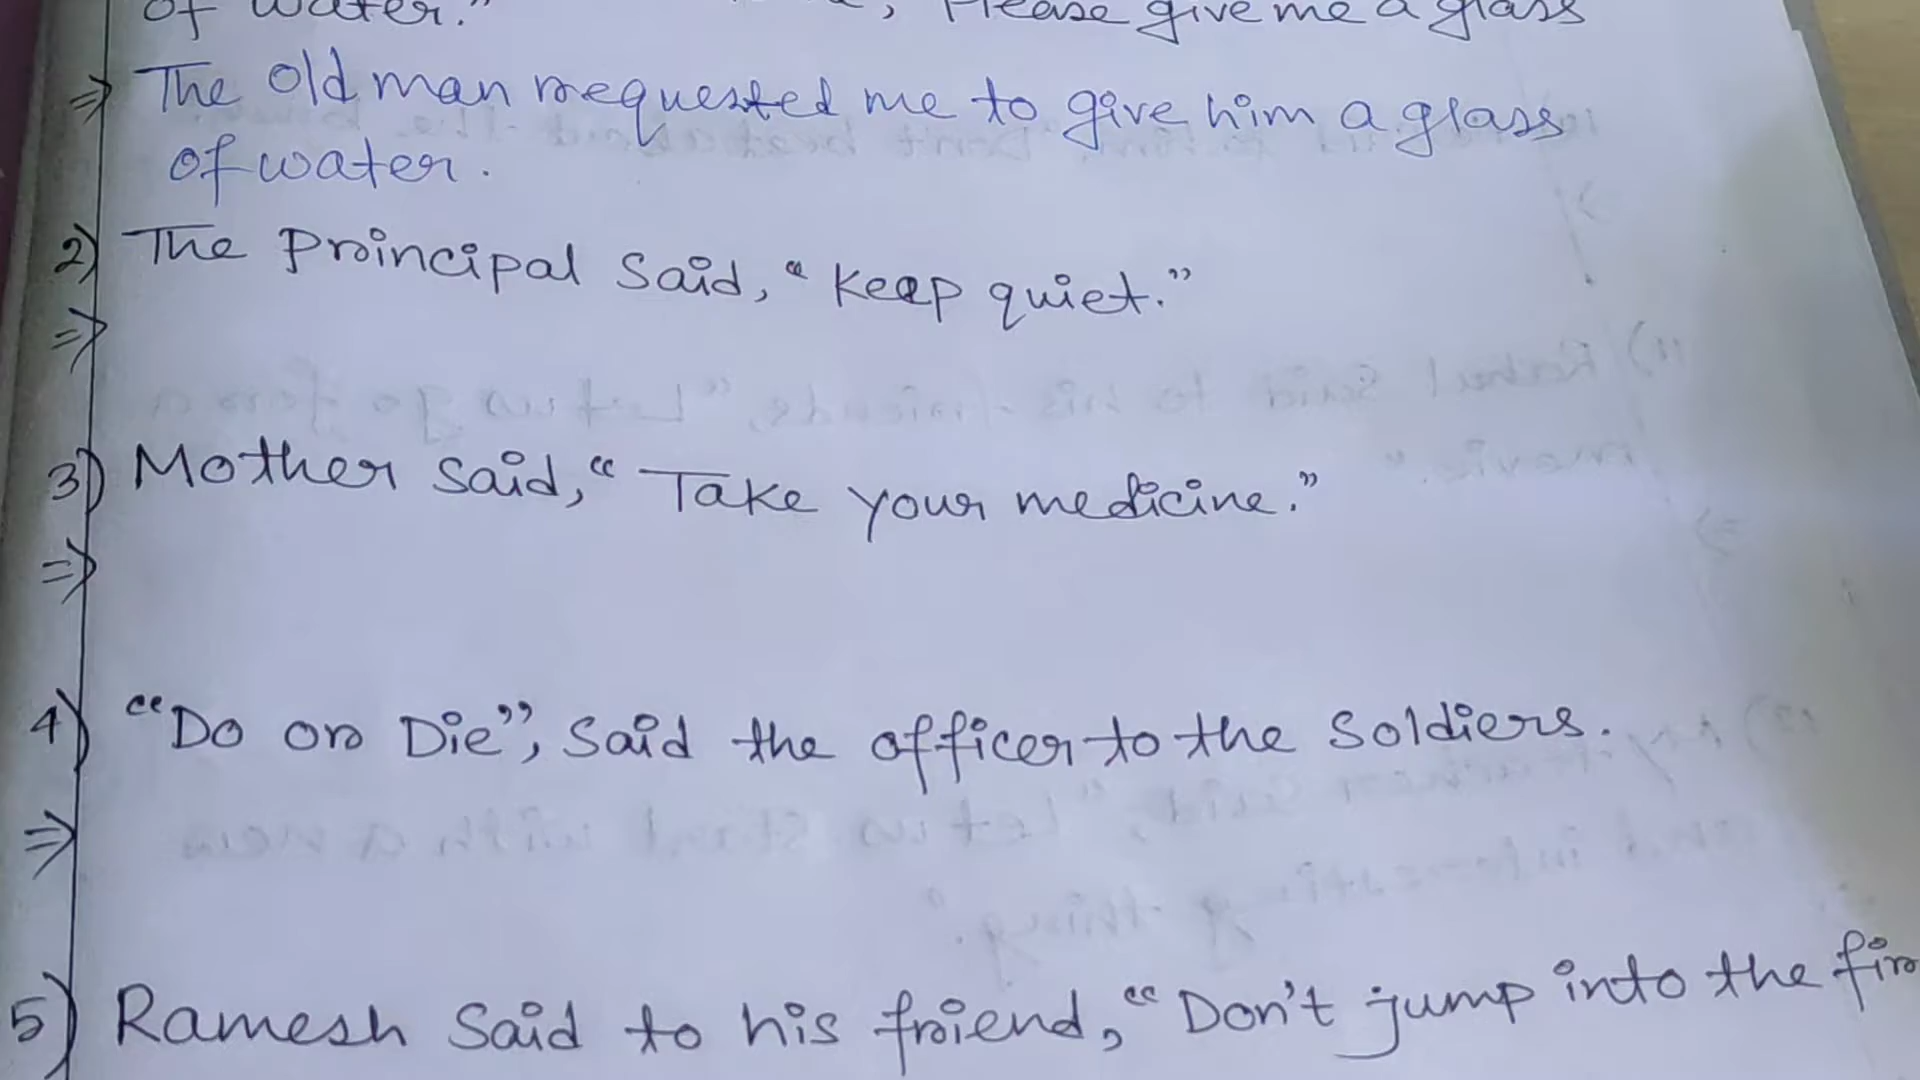 of water." , Please give me a glass
⇒ The old man requested me to give him a glass
of water.
2) The Principal said, "Keep quiet."
⇒
3) Mother said, "Take your medicine."
⇒
4) "Do or Die", said the officer to the soldiers.
⇒
5) Ramesh said to his friend, "Don't jump into the